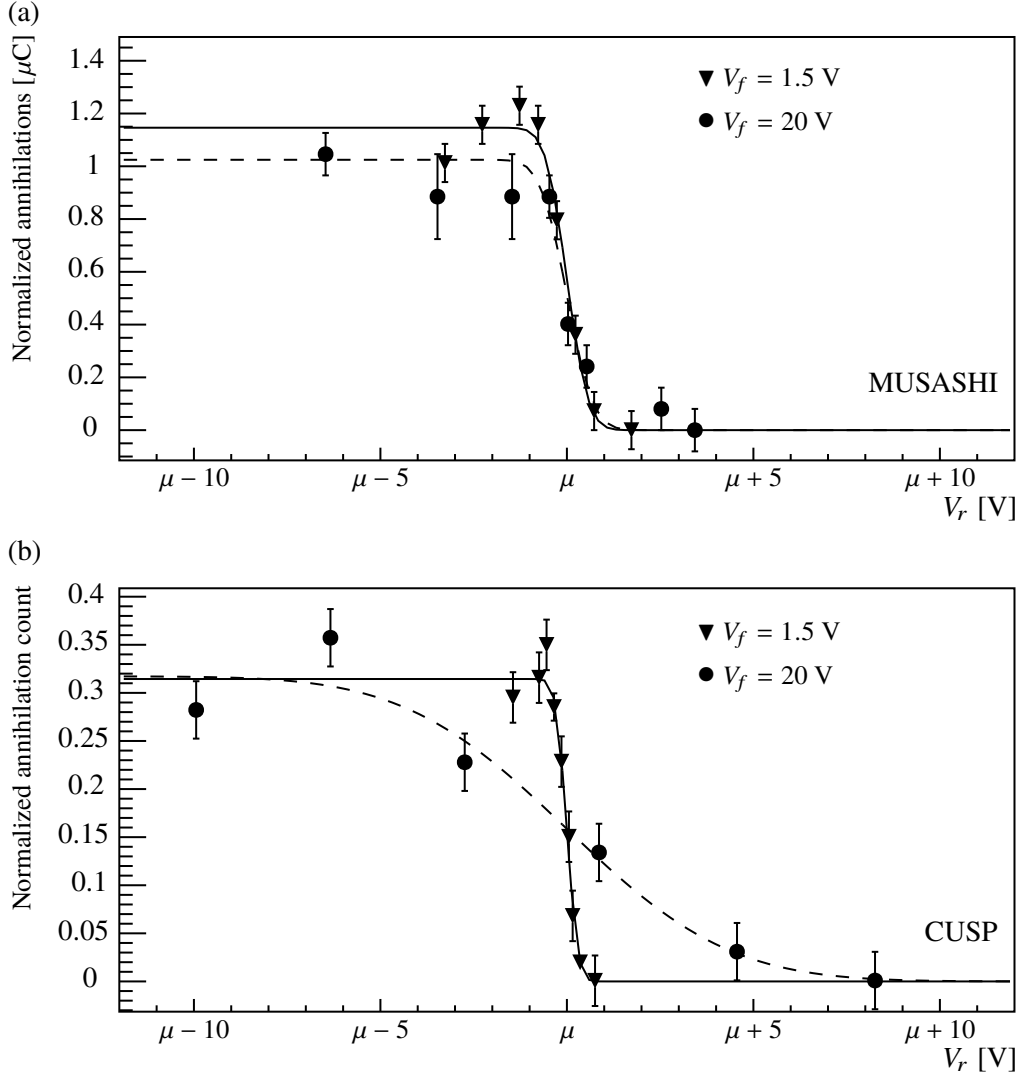 (a)
Normalized annihilations [μC]
1.4
1.2
1
0.8
0.6
0.4
0.2
0
▼ V_f = 1.5 V
● V_f = 20 V
MUSASHI
μ − 10 μ − 5 μ μ + 5 μ + 10
V_r [V]
(b)
Normalized annihilation count
0.4
0.35
0.3
0.25
0.2
0.15
0.1
0.05
0
▼ V_f = 1.5 V
● V_f = 20 V
CUSP
μ − 10 μ − 5 μ μ + 5 μ + 10
V_r [V]